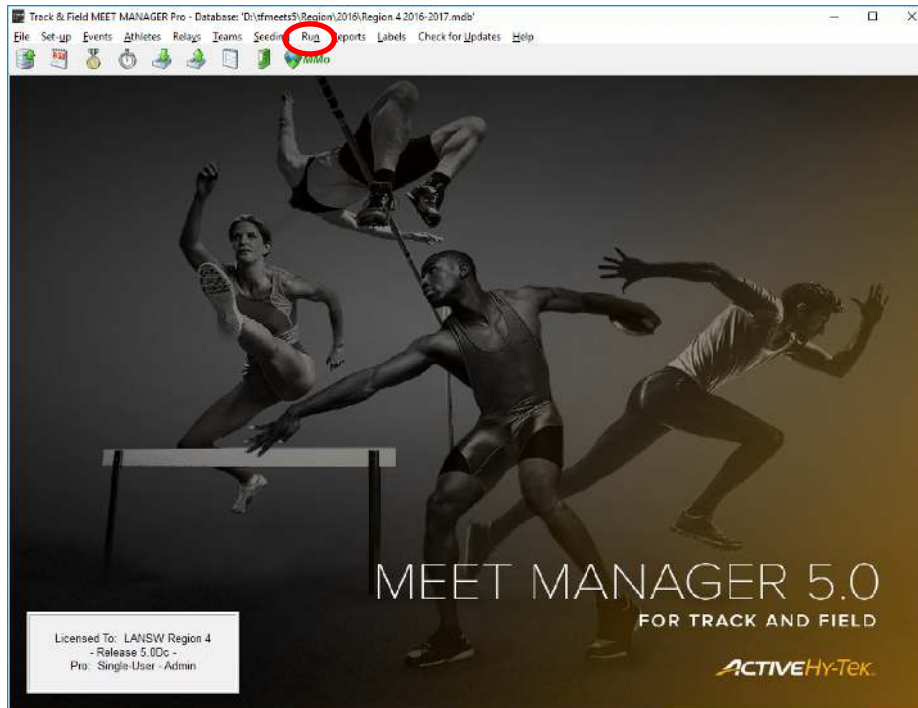 Track & Field MEET MANAGER Pro - Database: 'D:\tfmeets5\Region\2016\Region 4 2016-2017.mdb'
File Set-up Events Athletes Relays Teams Seeding Run Reports Labels Check for Updates Help
MMo
MEET MANAGER 5.0
FOR TRACK AND FIELD
Licensed To: LANSW Region 4
- Release 5.0Dc -
Pro: Single-User - Admin
ACTIVEHY-TEK